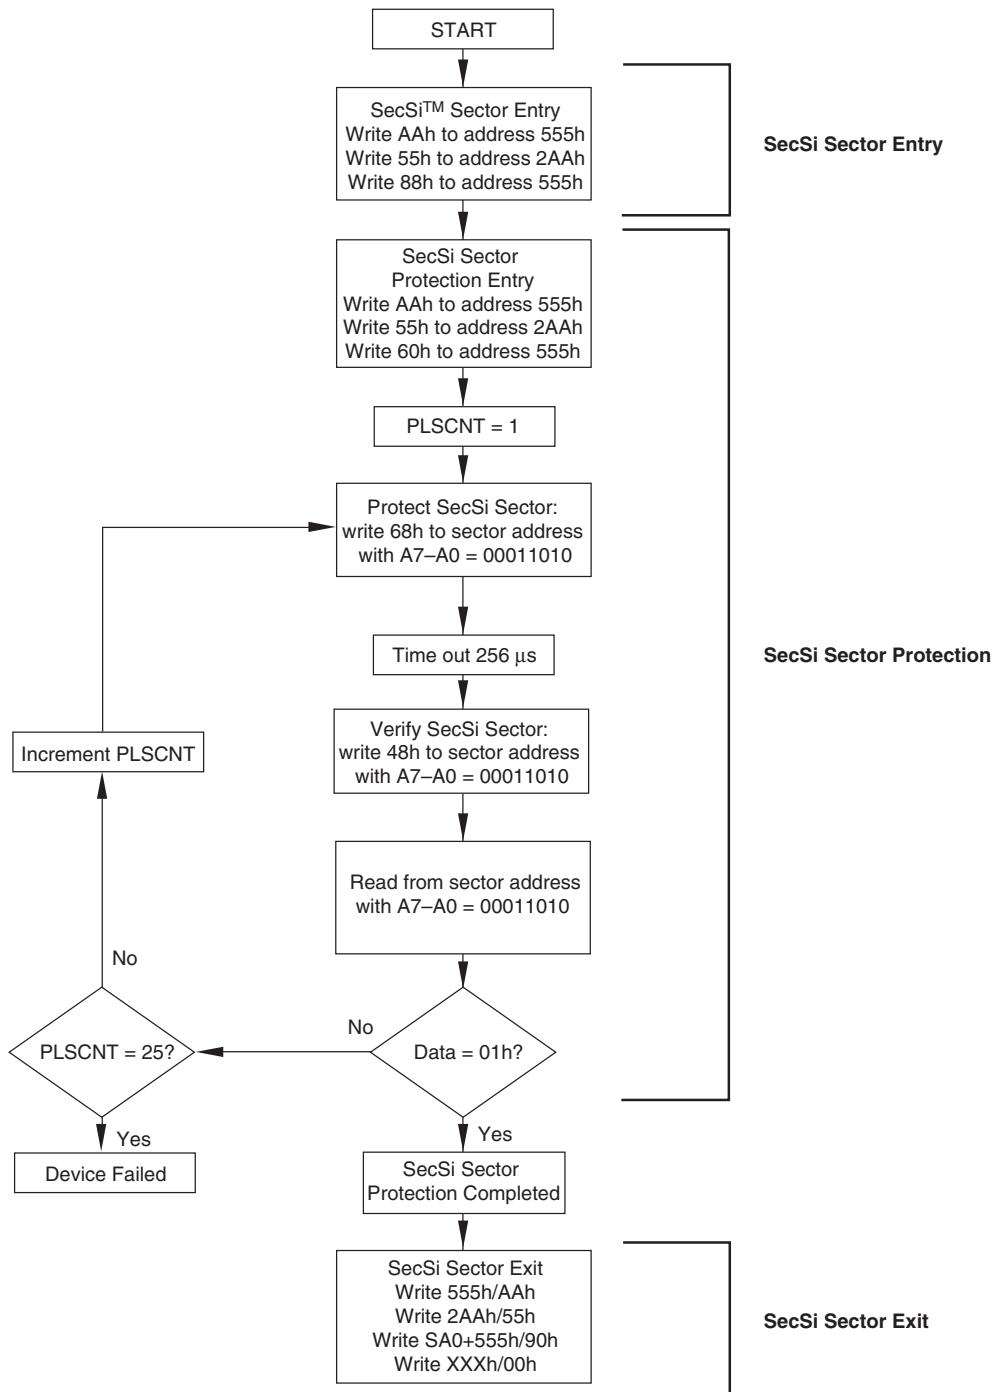 START
SecSi™ Sector Entry
Write AAh to address 555h
Write 55h to address 2AAh
Write 88h to address 555h
SecSi Sector Entry
SecSi Sector
Protection Entry
Write AAh to address 555h
Write 55h to address 2AAh
Write 60h to address 555h
PLSCNT = 1
Protect SecSi Sector:
write 68h to sector address
with A7–A0 = 00011010
Time out 256 μs
SecSi Sector Protection
Verify SecSi Sector:
write 48h to sector address
with A7–A0 = 00011010
Increment PLSCNT
Read from sector address
with A7–A0 = 00011010
No
No
PLSCNT = 25?
Data = 01h?
Yes
Yes
Device Failed
SecSi Sector
Protection Completed
SecSi Sector Exit
Write 555h/AAh
Write 2AAh/55h
Write SA0+555h/90h
Write XXXh/00h
SecSi Sector Exit